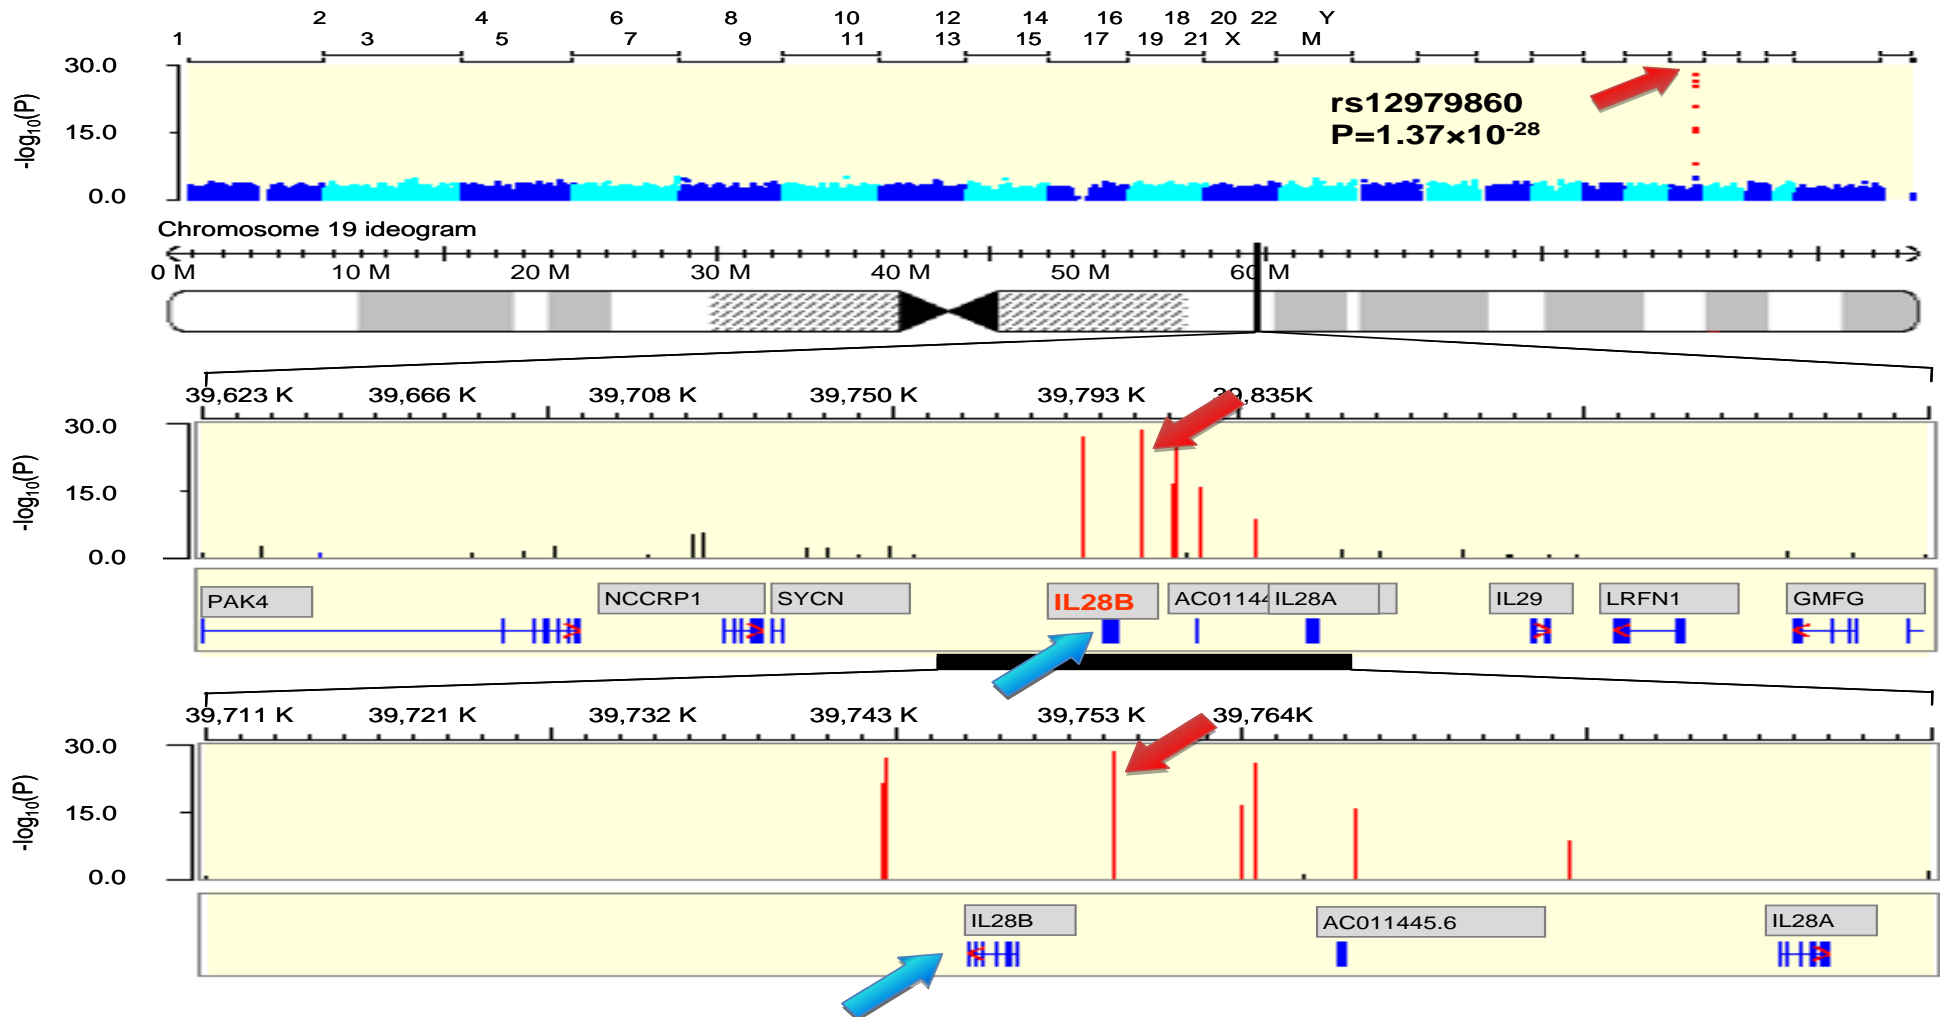 2 4 6 8 10 12 14 16 18 20 22 Y
1 3 5 7 9 11 13 15 17 19 21 X M
30.0
15.0
0.0
-log10(P)
rs12979860
P=1.37×10-28
Chromosome 19 ideogram
0 M 10 M 20 M 30 M 40 M 50 M 60 M
39,623 K 39,666 K 39,708 K 39,750 K 39,793 K 39,835K
30.0
15.0
0.0
-log10(P)
PAK4 NCCRP1 SYCN IL28B AC01144 IL28A IL29 LRFN1 GMFG
39,711 K 39,721 K 39,732 K 39,743 K 39,753 K 39,764K
30.0
15.0
0.0
-log10(P)
IL28B AC011445.6 IL28A